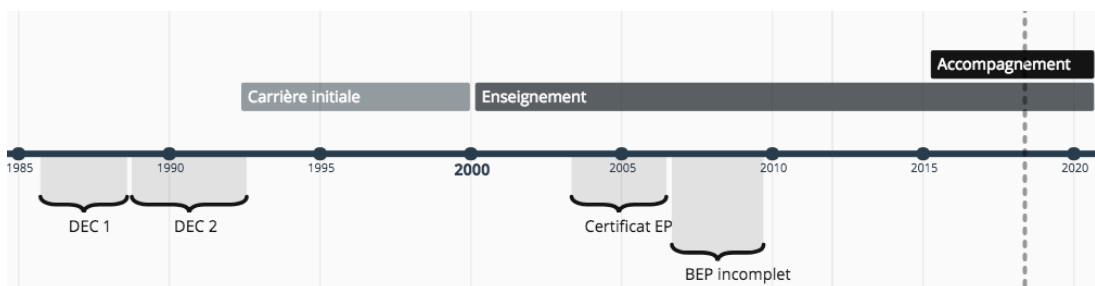 Accompagnement
Carrière initiale
Enseignement
1985
1990
1995
2000
2005
2010
2015
2020
DEC 1
DEC 2
Certificat EP
BEP incomplet